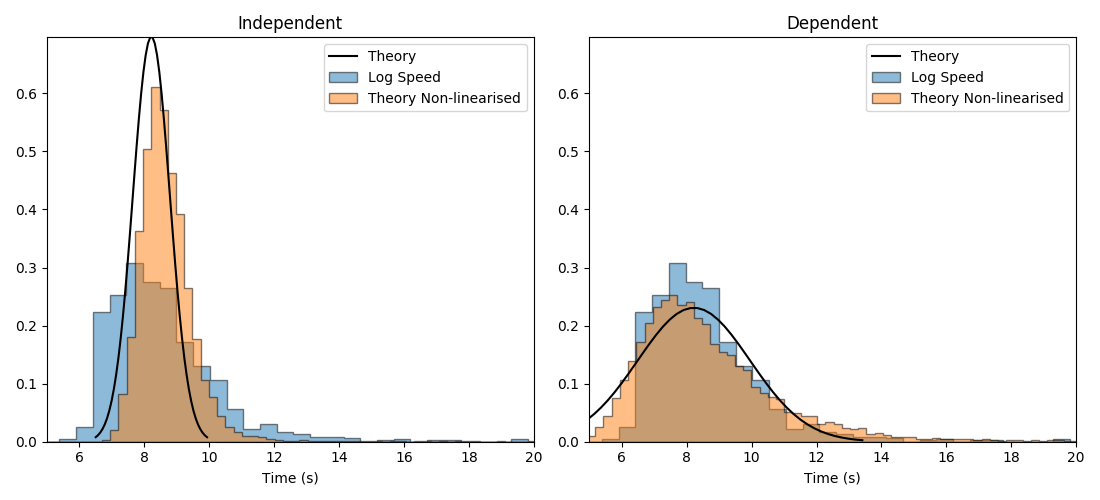 Independent
Theory
Log Speed
Theory Non-linearised
0.6
0.5
0.4
0.3
0.2
0.1
0.0
6 8 10 12 14 16 18 20
Time (s)
Dependent
Theory
Log Speed
Theory Non-linearised
0.6
0.5
0.4
0.3
0.2
0.1
0.0
6 8 10 12 14 16 18 20
Time (s)